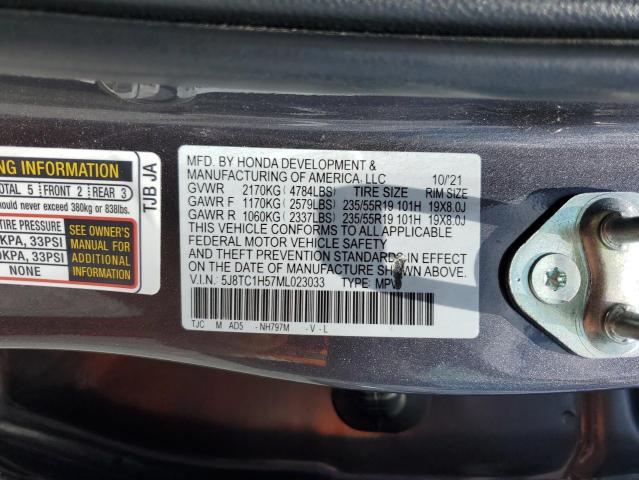 NG INFORMATION
OTAL 5 FRONT 2 REAR 3
ould never exceed 380kg or 838lbs.
TIRE PRESSURE
KPA, 33PSI
0KPA, 33PSI
NONE
SEE OWNER'S
MANUAL FOR
ADDITIONAL
INFORMATION
TJB JA
MFD. BY HONDA DEVELOPMENT &
MANUFACTURING OF AMERICA, LLC 10/'21
GVWR 2170KG (4784LBS) TIRE SIZE RIM SIZE
GAWR F 1170KG (2579LBS) 235/55R19 101H 19X8.0J
GAWR R 1060KG (2337LBS) 235/55R19 101H 19X8.0J
THIS VEHICLE CONFORMS TO ALL APPLICABLE
FEDERAL MOTOR VEHICLE SAFETY
AND THEFT PREVENTION STANDARDS IN EFFECT
ON THE DATE OF MANUFACTURE SHOWN ABOVE.
V.I.N. 5J8TC1H57ML023033 TYPE: MPV
TJC M AD5 - NH797M - V - L